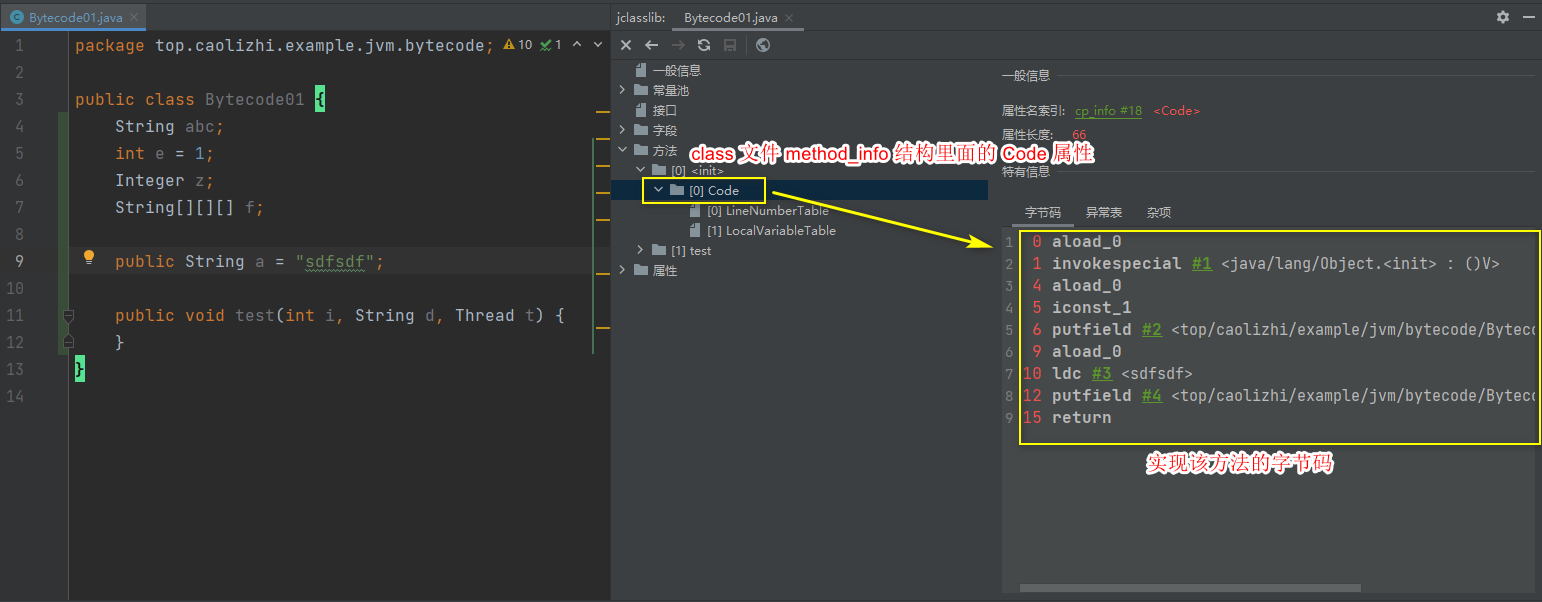 Bytecode01.java
1 package top.caolizhi.example.jvm.bytecode; 10 1
2
3 public class Bytecode01 {
4 String abc;
5 int e = 1;
6 Integer z;
7 String[][][] f;
8
9 public String a = "sdfsdf";
10
11 public void test(int i, String d, Thread t) {
12 }
13 }
14
jclasslib: Bytecode01.java
一般信息
常量池
接口
字段
方法
[0] <init>
[0] Code
[0] LineNumberTable
[1] LocalVariableTable
[1] test
属性
class 文件 method_info 结构里面的 Code 属性
一般信息
属性名索引: cp_info #18 <Code>
属性长度: 66
特有信息
字节码 异常表 杂项
1 0 aload_0
2 1 invokespecial #1 <java/lang/Object.<init> : ()V>
3 4 aload_0
4 5 iconst_1
5 6 putfield #2 <top/caolizhi/example/jvm/bytecode/Byteco
6 9 aload_0
7 10 ldc #3 <sdfsdf>
8 12 putfield #4 <top/caolizhi/example/jvm/bytecode/Byteco
9 15 return
实现该方法的字节码